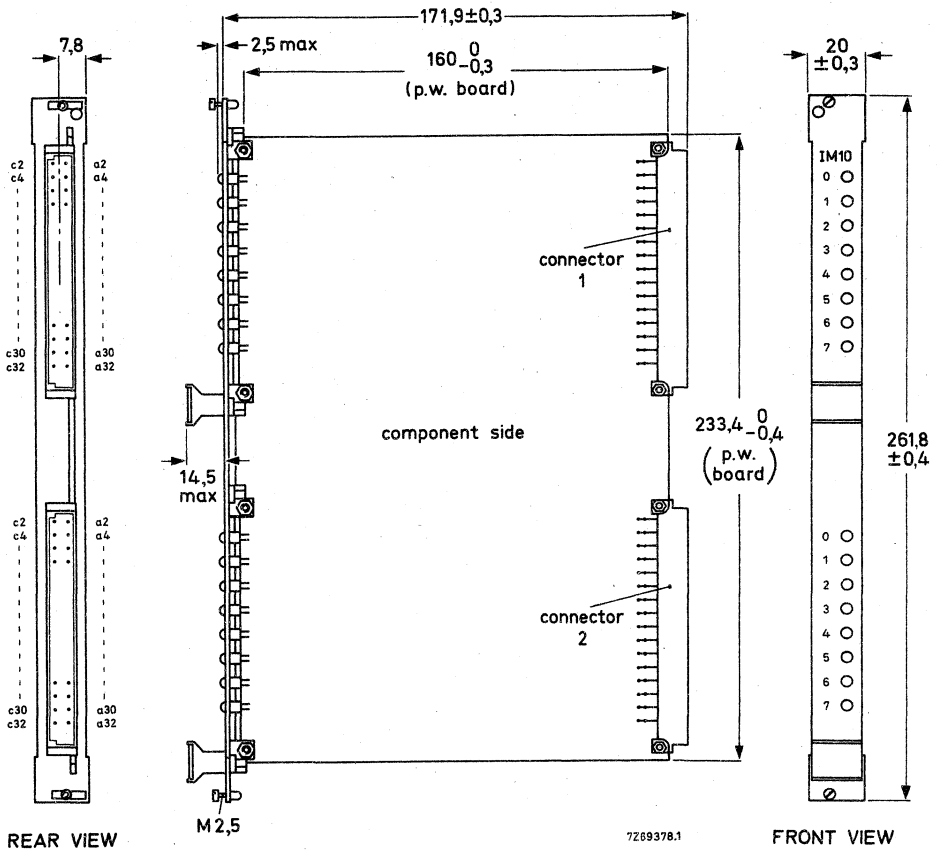 171,9±0,3
7,8
2,5 max
160 0 -0,3
(p.w. board)
20
±0,3
c2
c4
a2
a4
c30
c32
a30
a32
c2
c4
a2
a4
c30
c32
a30
a32
connector
1
component side
14,5
max
233,4 0 -0,4
(p.w.
board)
connector
2
IM10
0
1
2
3
4
5
6
7
261,8
±0,4
0
1
2
3
4
5
6
7
M2,5
REAR VIEW
7Z69378.1
FRONT VIEW